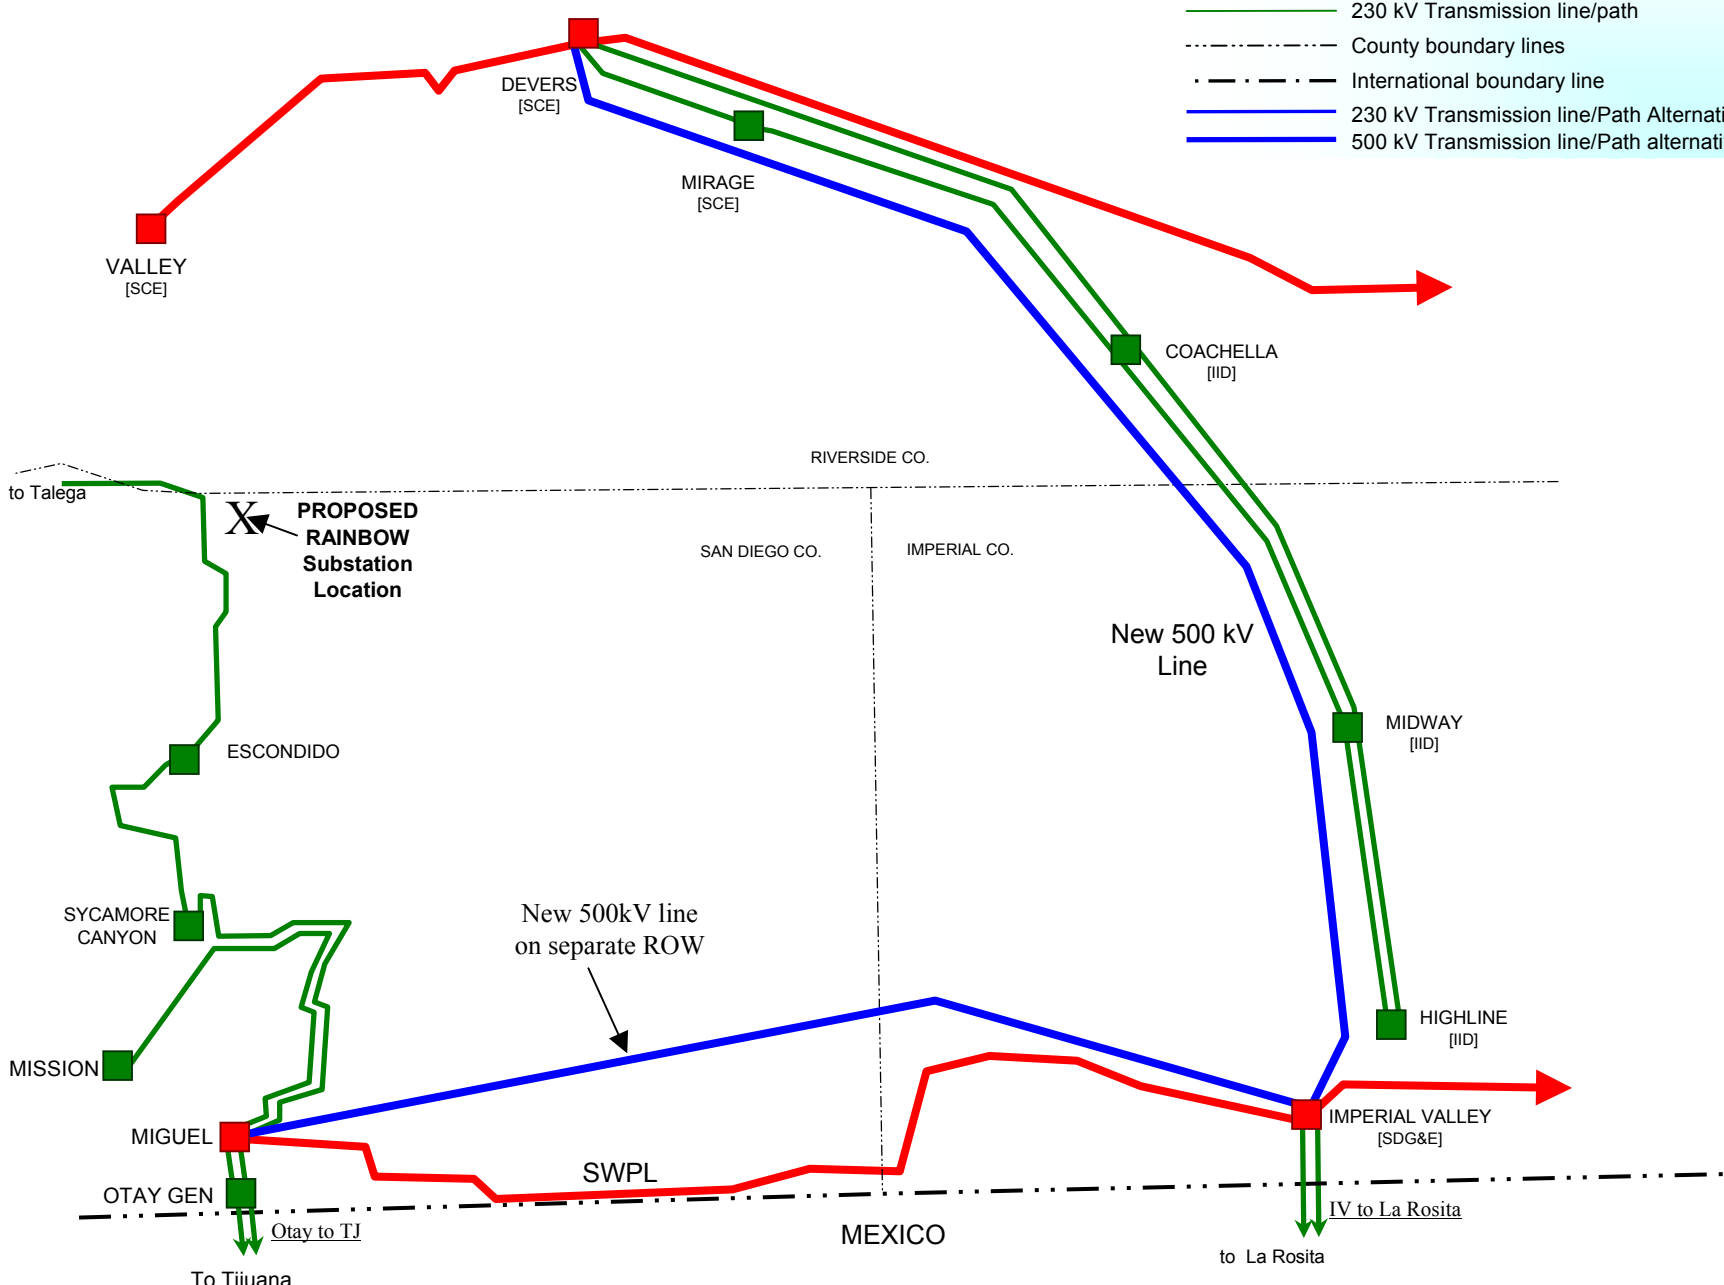 230 kV Transmission line/path
County boundary lines
International boundary line
230 kV Transmission line/Path Alternati
500 kV Transmission line/Path alternati
DEVERS
[SCE]
MIRAGE
[SCE]
VALLEY
[SCE]
COACHELLA
[IID]
RIVERSIDE CO.
to Talega
X
PROPOSED
RAINBOW
Substation
Location
SAN DIEGO CO.
IMPERIAL CO.
New 500 kV
Line
MIDWAY
[IID]
ESCONDIDO
SYCAMORE
CANYON
New 500kV line
on separate ROW
HIGHLINE
[IID]
MISSION
MIGUEL
IMPERIAL VALLEY
[SDG&E]
SWPL
OTAY GEN
Otay to TJ
IV to La Rosita
MEXICO
to La Rosita
To Tijuana